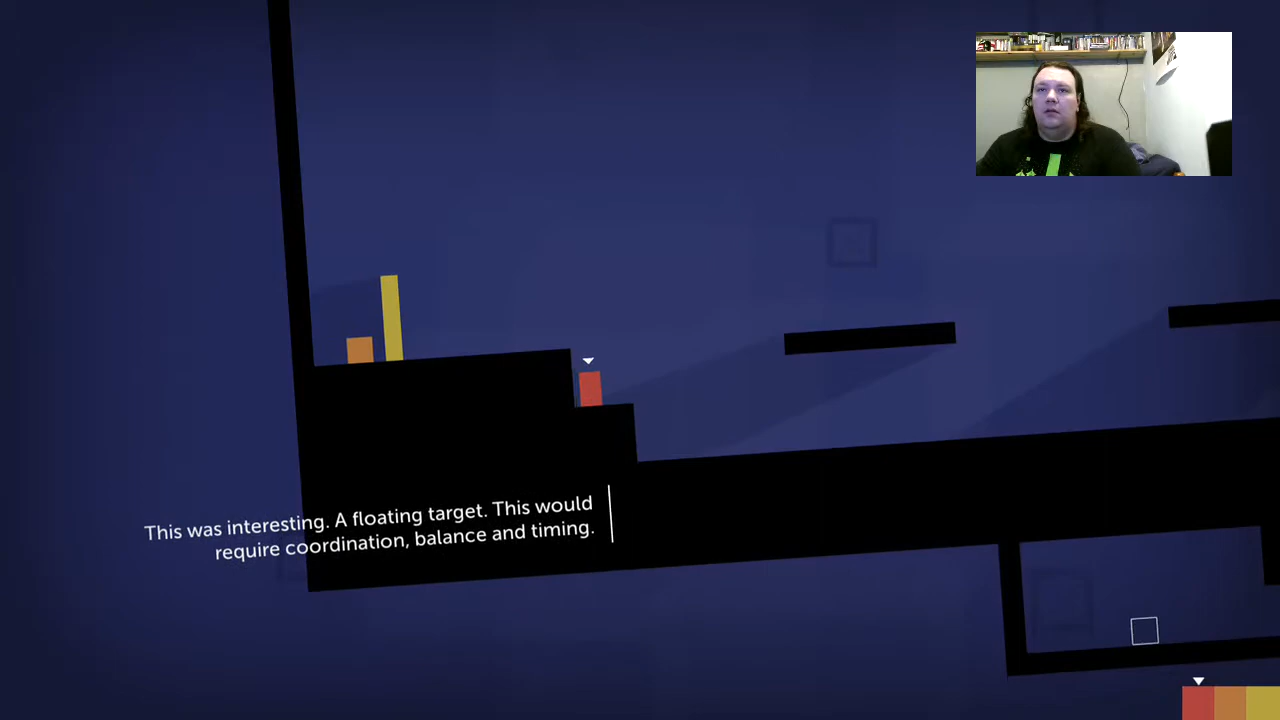 This was interesting. A floating target. This would
require coordination, balance and timing.